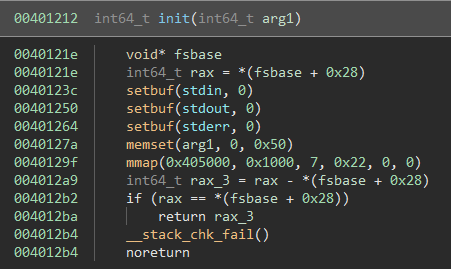 00401212 int64_t init(int64_t arg1)
0040121e void* fsbase
0040121e int64_t rax = *(fsbase + 0x28)
0040123c setbuf(stdin, 0)
00401250 setbuf(stdout, 0)
00401264 setbuf(stderr, 0)
0040127a memset(arg1, 0, 0x50)
0040129f mmap(0x405000, 0x1000, 7, 0x22, 0, 0)
004012a9 int64_t rax_3 = rax - *(fsbase + 0x28)
004012b2 if (rax == *(fsbase + 0x28))
004012ba return rax_3
004012b4 __stack_chk_fail()
004012b4 noreturn